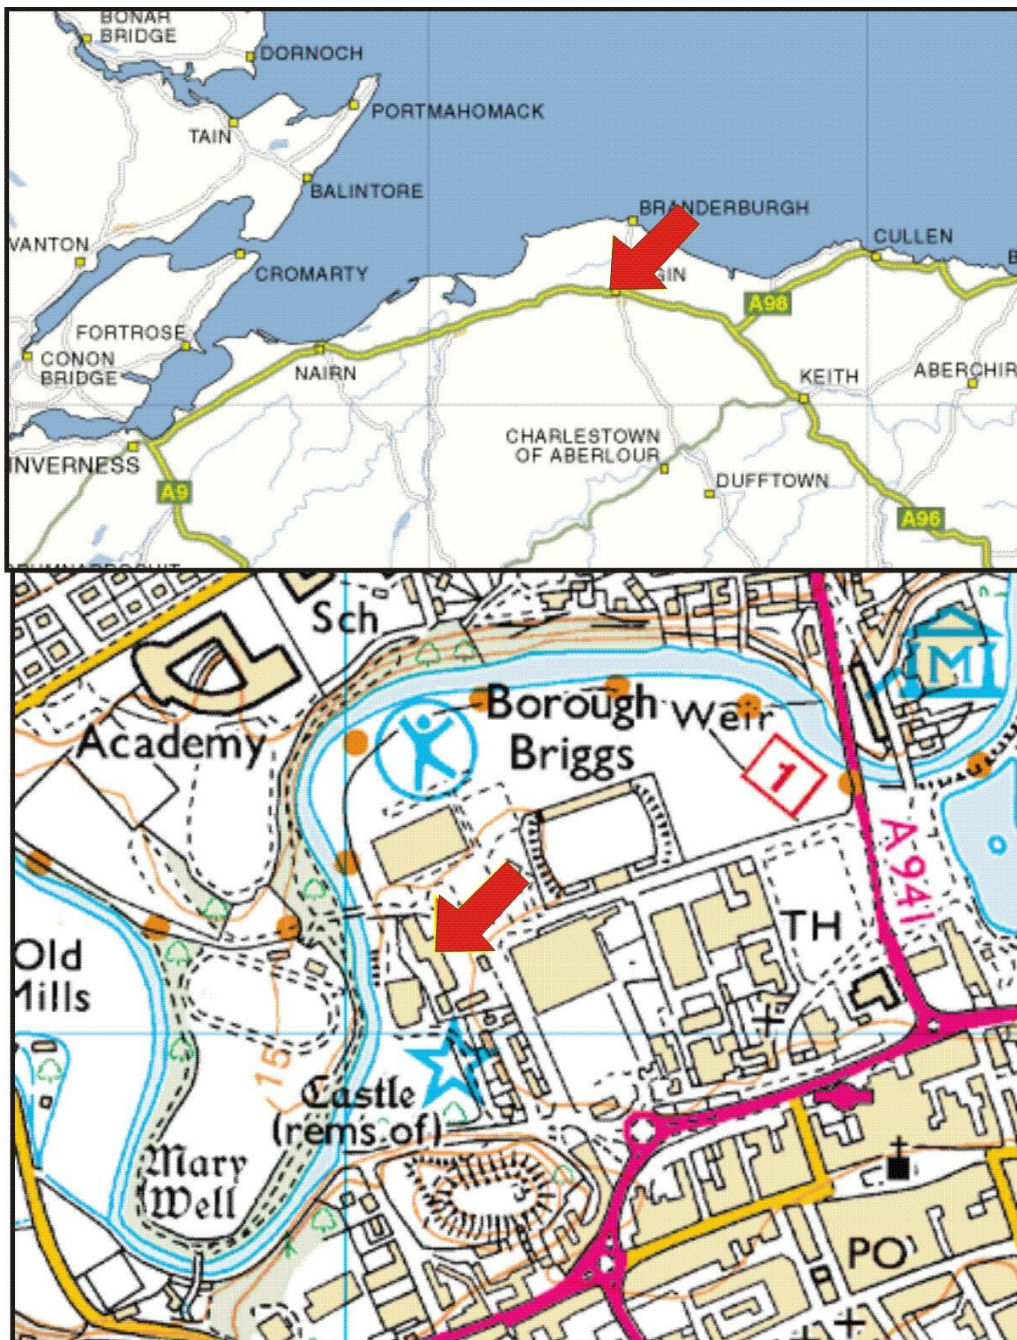 BONAR
BRIDGE
DORNOCH
PORTMAHOMACK
TAIN
BALINTORE
BRANDERBURGH
VANTON
CULLEN
CROMARTY
GIN
B
A98
FORTROSE
CONON
BRIDGE
NAIRN
KEITH
ABERCHIR
CHARLESTOWN
OF ABERLOUR
INVERNESS
DUFFTOWN
A9
A96
Sch
M
Borough
Briggs
Weir
Academy
1
A 941
TH
Old
Mills
15
Castle
(rems of)
Mary
Well
PO